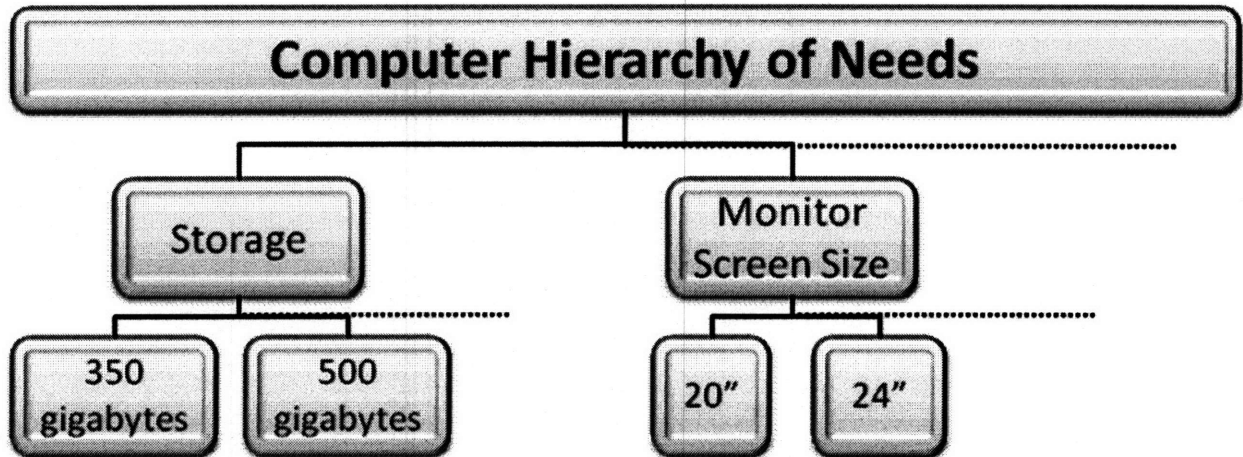 Computer Hierarchy of Needs
Storage
Monitor
Screen Size
350
gigabytes
500
gigabytes
20”
24”